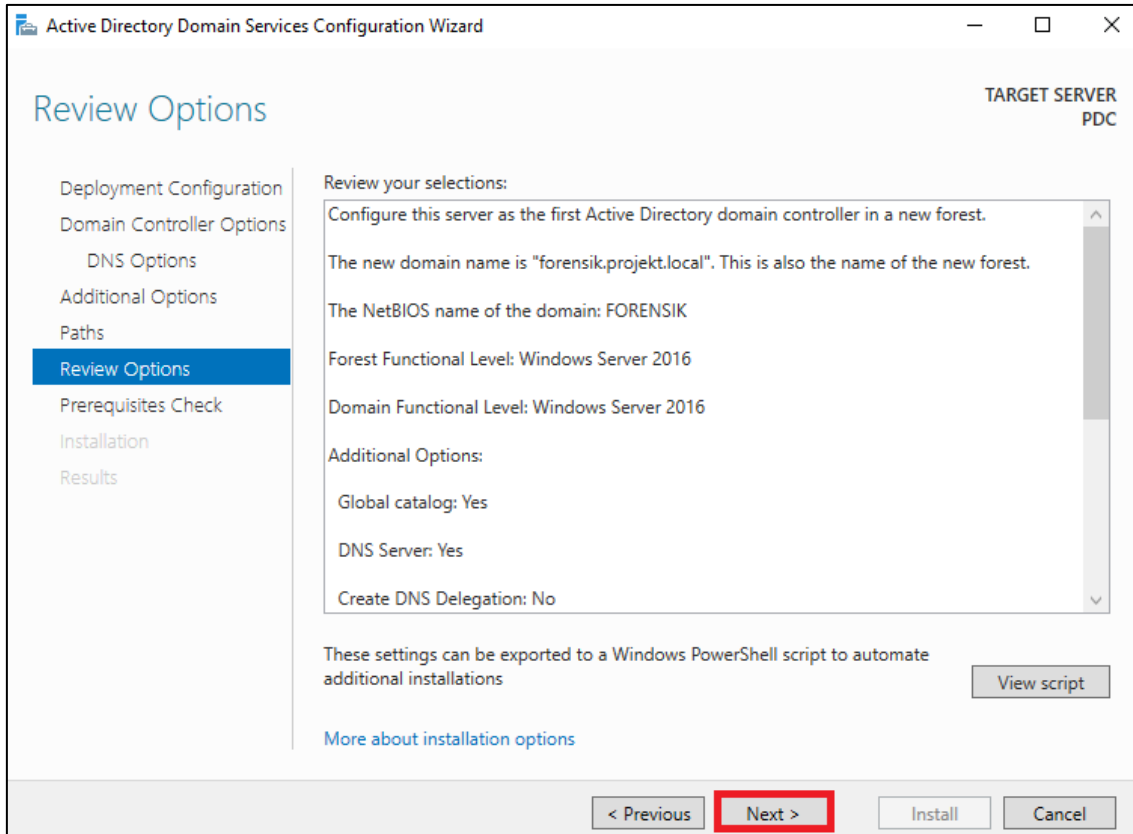 Active Directory Domain Services Configuration Wizard
Review Options
TARGET SERVER
PDC
Deployment Configuration
Domain Controller Options
DNS Options
Additional Options
Paths
Review Options
Prerequisites Check
Installation
Results
Review your selections:
Configure this server as the first Active Directory domain controller in a new forest.
The new domain name is "forensik.projekt.local". This is also the name of the new forest.
The NetBIOS name of the domain: FORENSIK
Forest Functional Level: Windows Server 2016
Domain Functional Level: Windows Server 2016
Additional Options:
Global catalog: Yes
DNS Server: Yes
Create DNS Delegation: No
These settings can be exported to a Windows PowerShell script to automate
additional installations
View script
More about installation options
< Previous
Next >
Install
Cancel